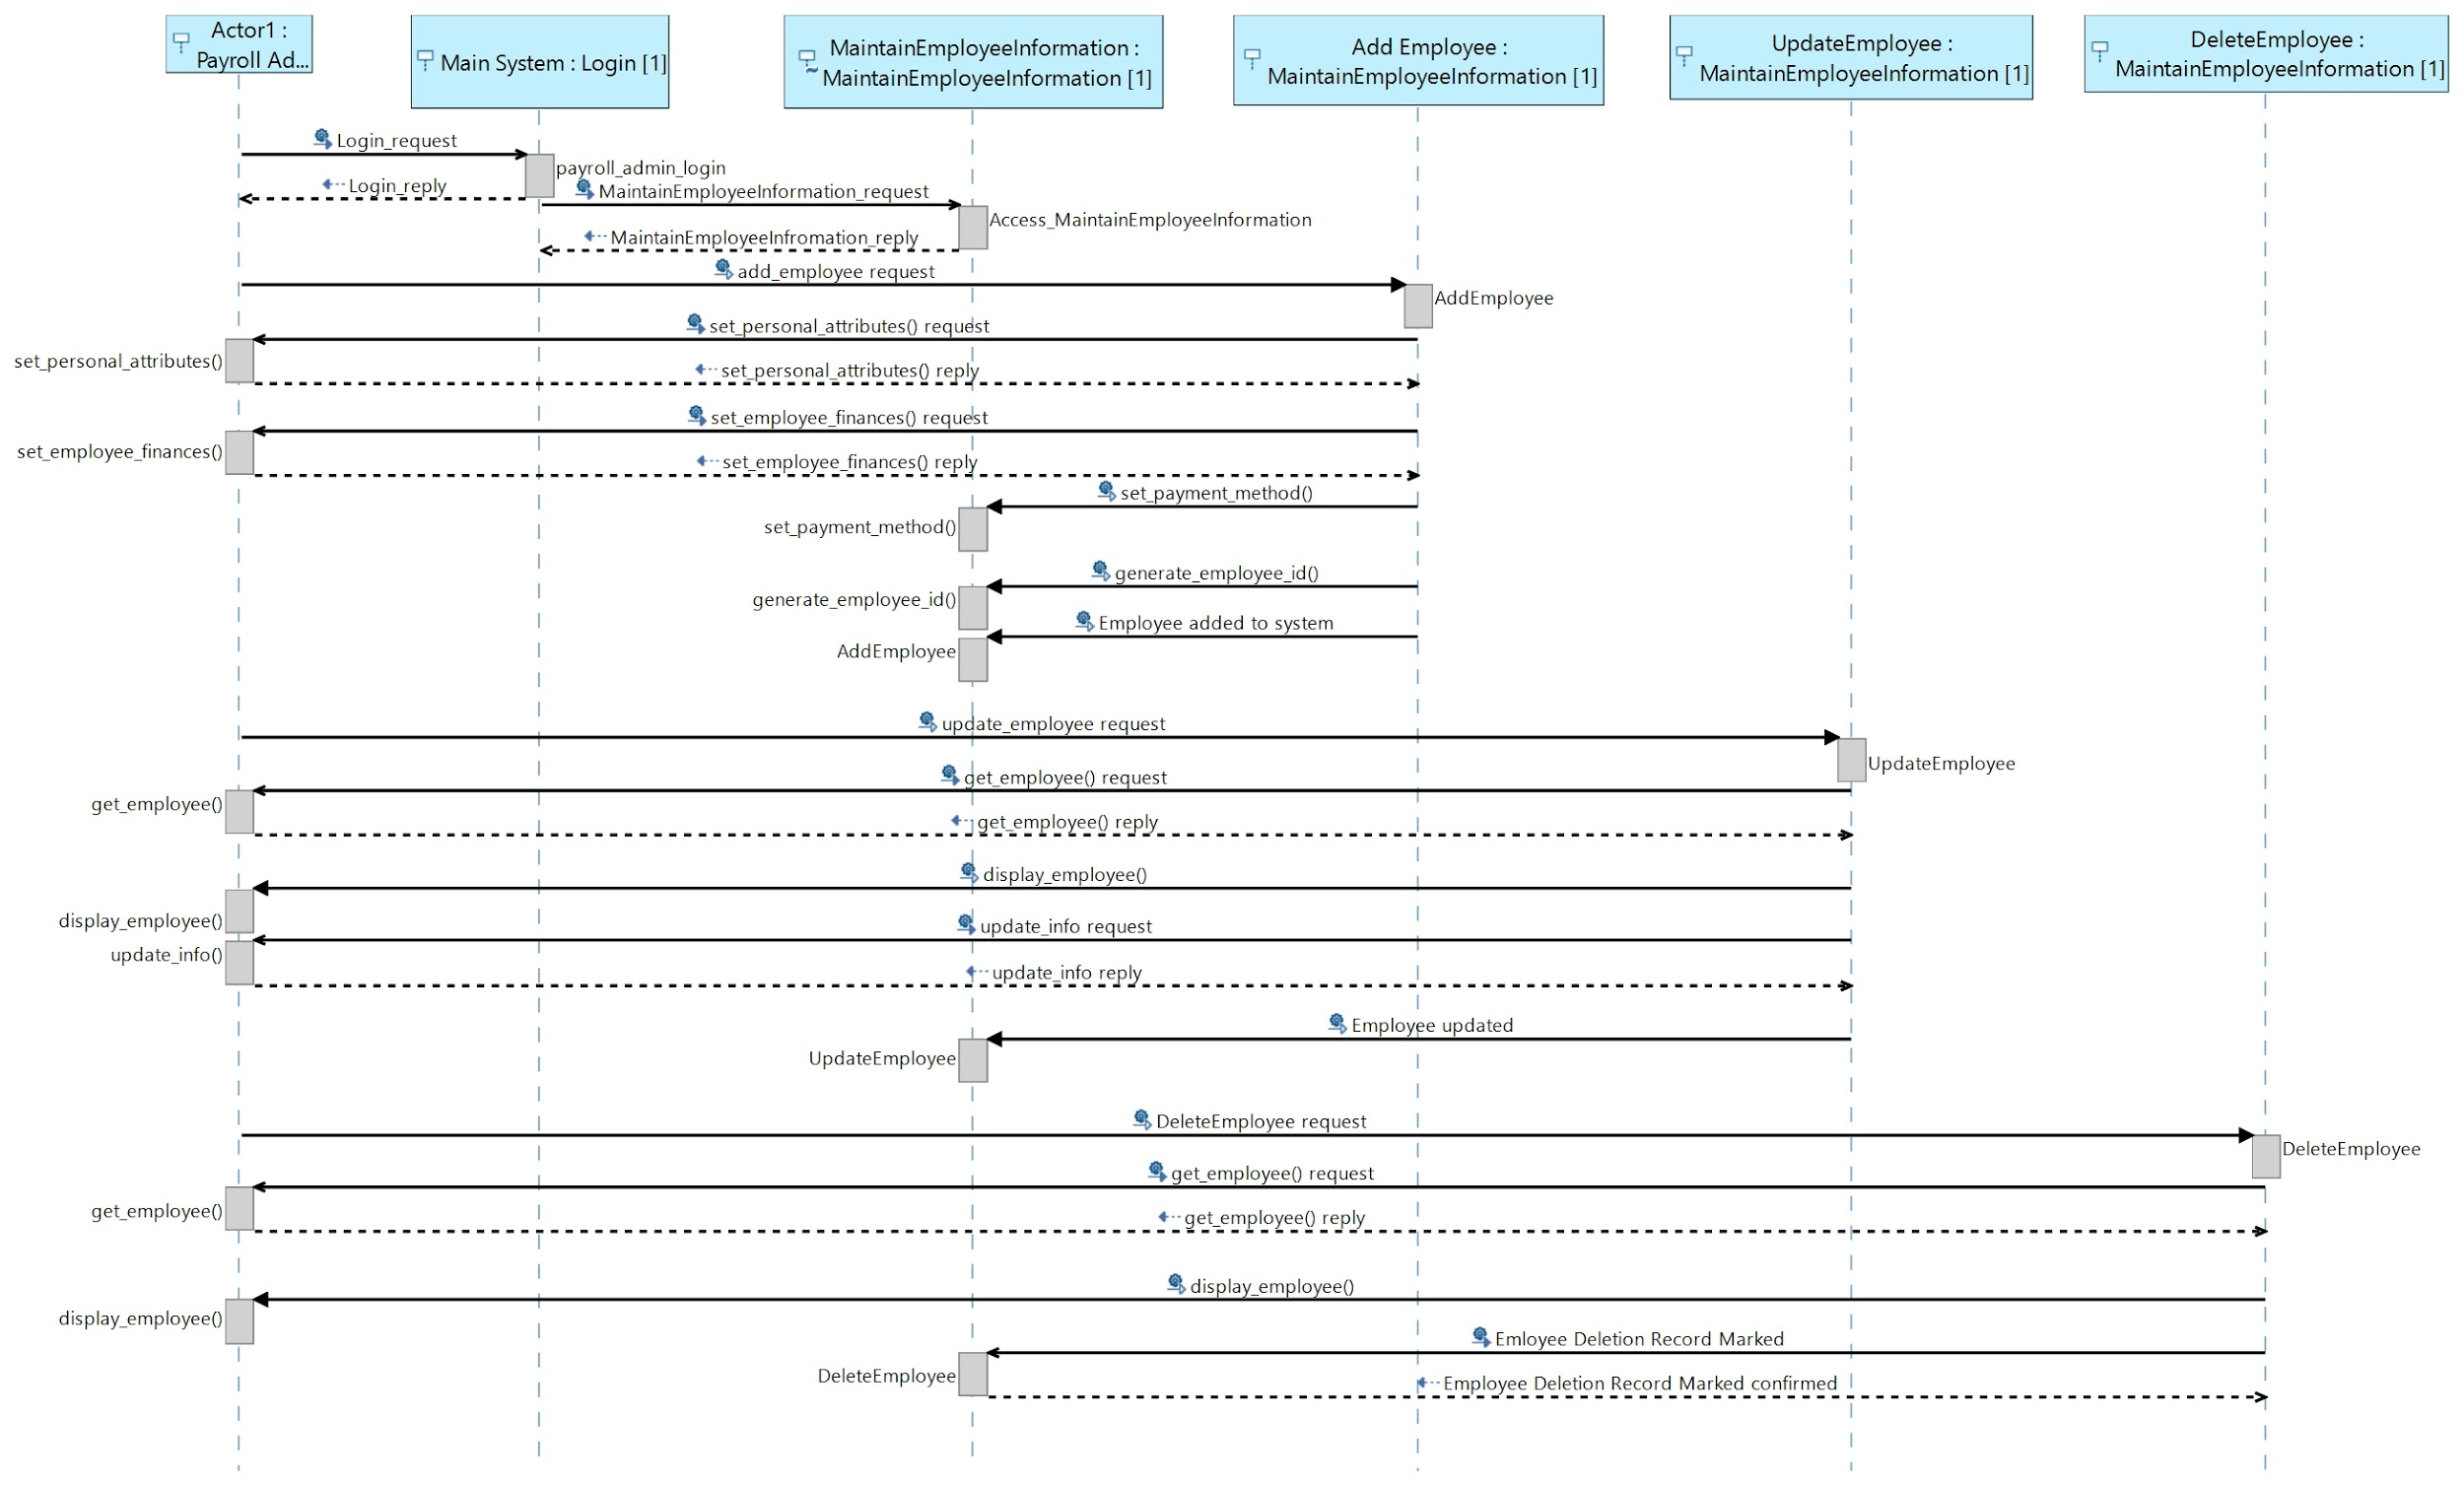 Actor1 :
Payroll Ad...
Main System : Login [1]
MaintainEmployeeInformation :
MaintainEmployeeInformation [1]
Add Employee :
MaintainEmployeeInformation [1]
UpdateEmployee :
MaintainEmployeeInformation [1]
DeleteEmployee :
MaintainEmployeeInformation [1]
Login_request
payroll_admin_login
Login_reply
MaintainEmployeeInformation_request
Access_MaintainEmployeeInformation
MaintainEmployeeInfromation_reply
add_employee request
AddEmployee
set_personal_attributes() request
set_personal_attributes()
set_personal_attributes() reply
set_employee_finances() request
set_employee_finances()
set_employee_finances() reply
set_payment_method()
set_payment_method()
generate_employee_id()
generate_employee_id()
Employee added to system
AddEmployee
update_employee request
UpdateEmployee
get_employee() request
get_employee()
get_employee() reply
display_employee()
display_employee()
update_info request
update_info()
update_info reply
Employee updated
UpdateEmployee
DeleteEmployee request
DeleteEmployee
get_employee() request
get_employee()
get_employee() reply
display_employee()
display_employee()
Emloyee Deletion Record Marked
DeleteEmployee
Employee Deletion Record Marked confirmed